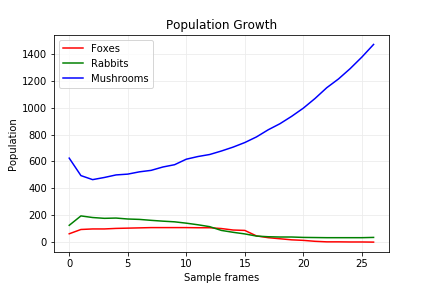 Population Growth
Foxes
Rabbits
Mushrooms
Population
1400
1200
1000
800
600
400
200
0
0 5 10 15 20 25
Sample frames